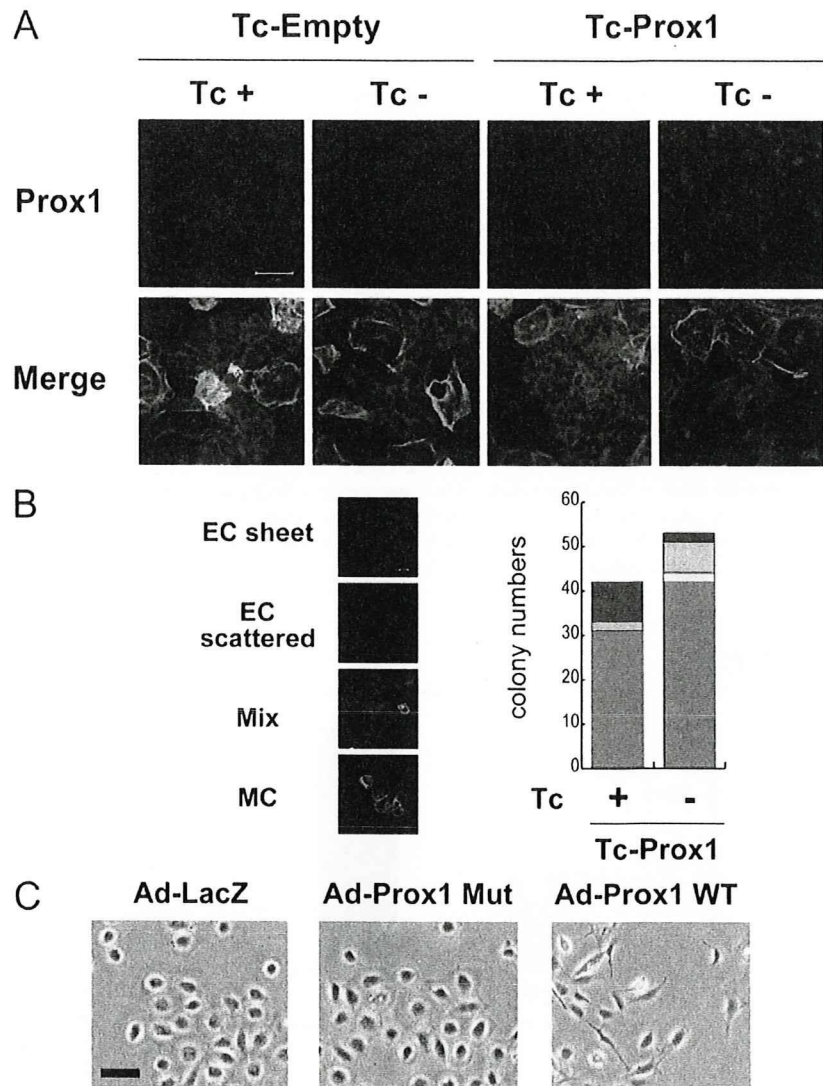 A
Tc-Empty Tc-Prox1
Tc + Tc - Tc + Tc -
Prox1
Merge
B
EC sheet
EC
scattered
Mix
MC
colony numbers
60
50
40
30
20
10
0
Tc + -
Tc-Prox1
C
Ad-LacZ Ad-Prox1 Mut Ad-Prox1 WT